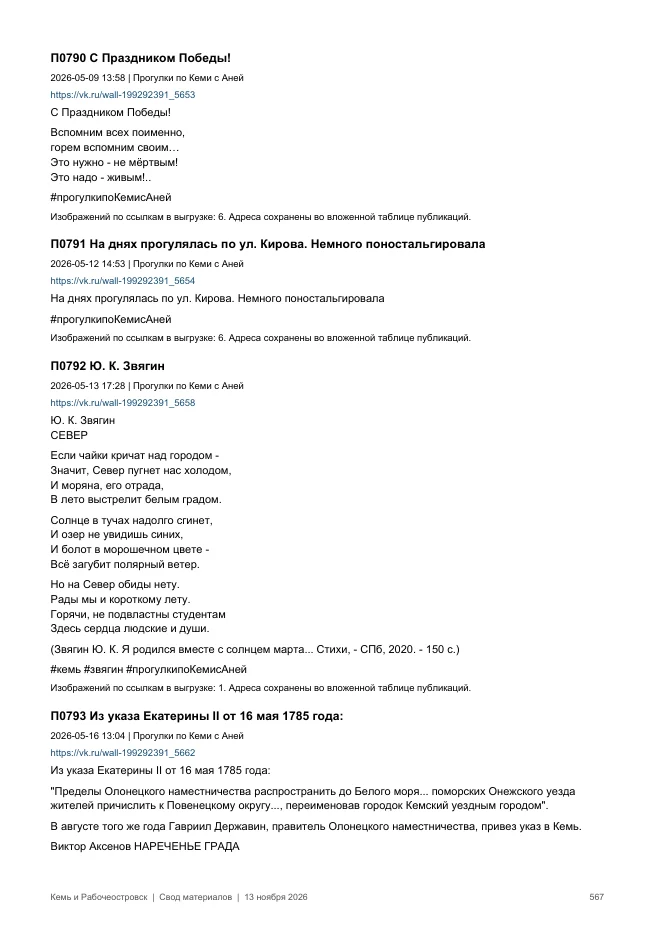 П0790 С Праздником Победы!
2026-05-09 13:58 | Прогулки по Кеми с Аней
https://vk.ru/wall-199292391_5653
С Праздником Победы!
Вспомним всех поименно,
горем вспомним своим…
Это нужно - не мёртвым!
Это надо - живым!..
#прогулкипоКемисАней
Изображений по ссылкам в выгрузке: 6. Адреса сохранены во вложенной таблице публикаций.
П0791 На днях прогулялась по ул. Кирова. Немного поностальгировала
2026-05-12 14:53 | Прогулки по Кеми с Аней
https://vk.ru/wall-199292391_5654
На днях прогулялась по ул. Кирова. Немного поностальгировала
#прогулкипоКемисАней
Изображений по ссылкам в выгрузке: 6. Адреса сохранены во вложенной таблице публикаций.
П0792 Ю. К. Звягин
2026-05-13 17:28 | Прогулки по Кеми с Аней
https://vk.ru/wall-199292391_5658
Ю. К. Звягин
СЕВЕР
Если чайки кричат над городом -
Значит, Север пугнет нас холодом,
И моряна, его отрада,
В лето выстрелит белым градом.
Солнце в тучах надолго сгинет,
И озер не увидишь синих,
И болот в морошечном цвете -
Всё загубит полярный ветер.
Но на Север обиды нету.
Рады мы и короткому лету.
Горячи, не подвластны студентам
Здесь сердца людские и души.
(Звягин Ю. К. Я родился вместе с солнцем марта... Стихи, - СПб, 2020. - 150 с.)
#кемь #звягин #прогулкипоКемисАней
Изображений по ссылкам в выгрузке: 1. Адреса сохранены во вложенной таблице публикаций.
П0793 Из указа Екатерины II от 16 мая 1785 года:
2026-05-16 13:04 | Прогулки по Кеми с Аней
https://vk.ru/wall-199292391_5662
Из указа Екатерины II от 16 мая 1785 года:
"Пределы Олонецкого наместничества распространить до Белого моря... поморских Онежского уезда
жителей причислить к Повенецкому округу..., переименовав городок Кемский уездным городом".
В августе того же года Гавриил Державин, правитель Олонецкого наместничества, привез указ в Кемь.
Виктор Аксенов НАРЕЧЕНЬЕ ГРАДА
Кемь и Рабочеостровск | Свод материалов | 13 ноября 2026
567